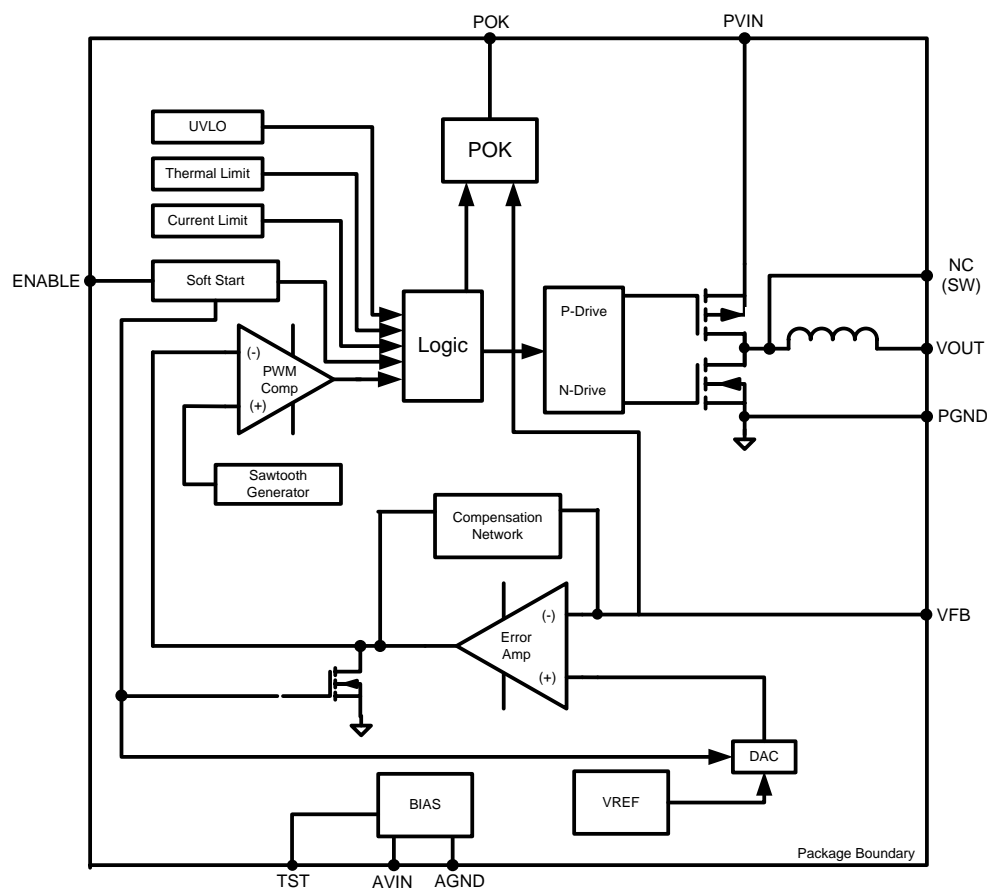 POK
PVIN
UVLO
POK
Thermal Limit
Current Limit
ENABLE
Soft Start
NC
(SW)
P-Drive
Logic
(-)
PWM
Comp
(+)
VOUT
N-Drive
PGND
Sawtooth
Generator
Compensation
Network
(-)
VFB
Error
Amp
(+)
DAC
BIAS
VREF
Package Boundary
TST
AVIN
AGND